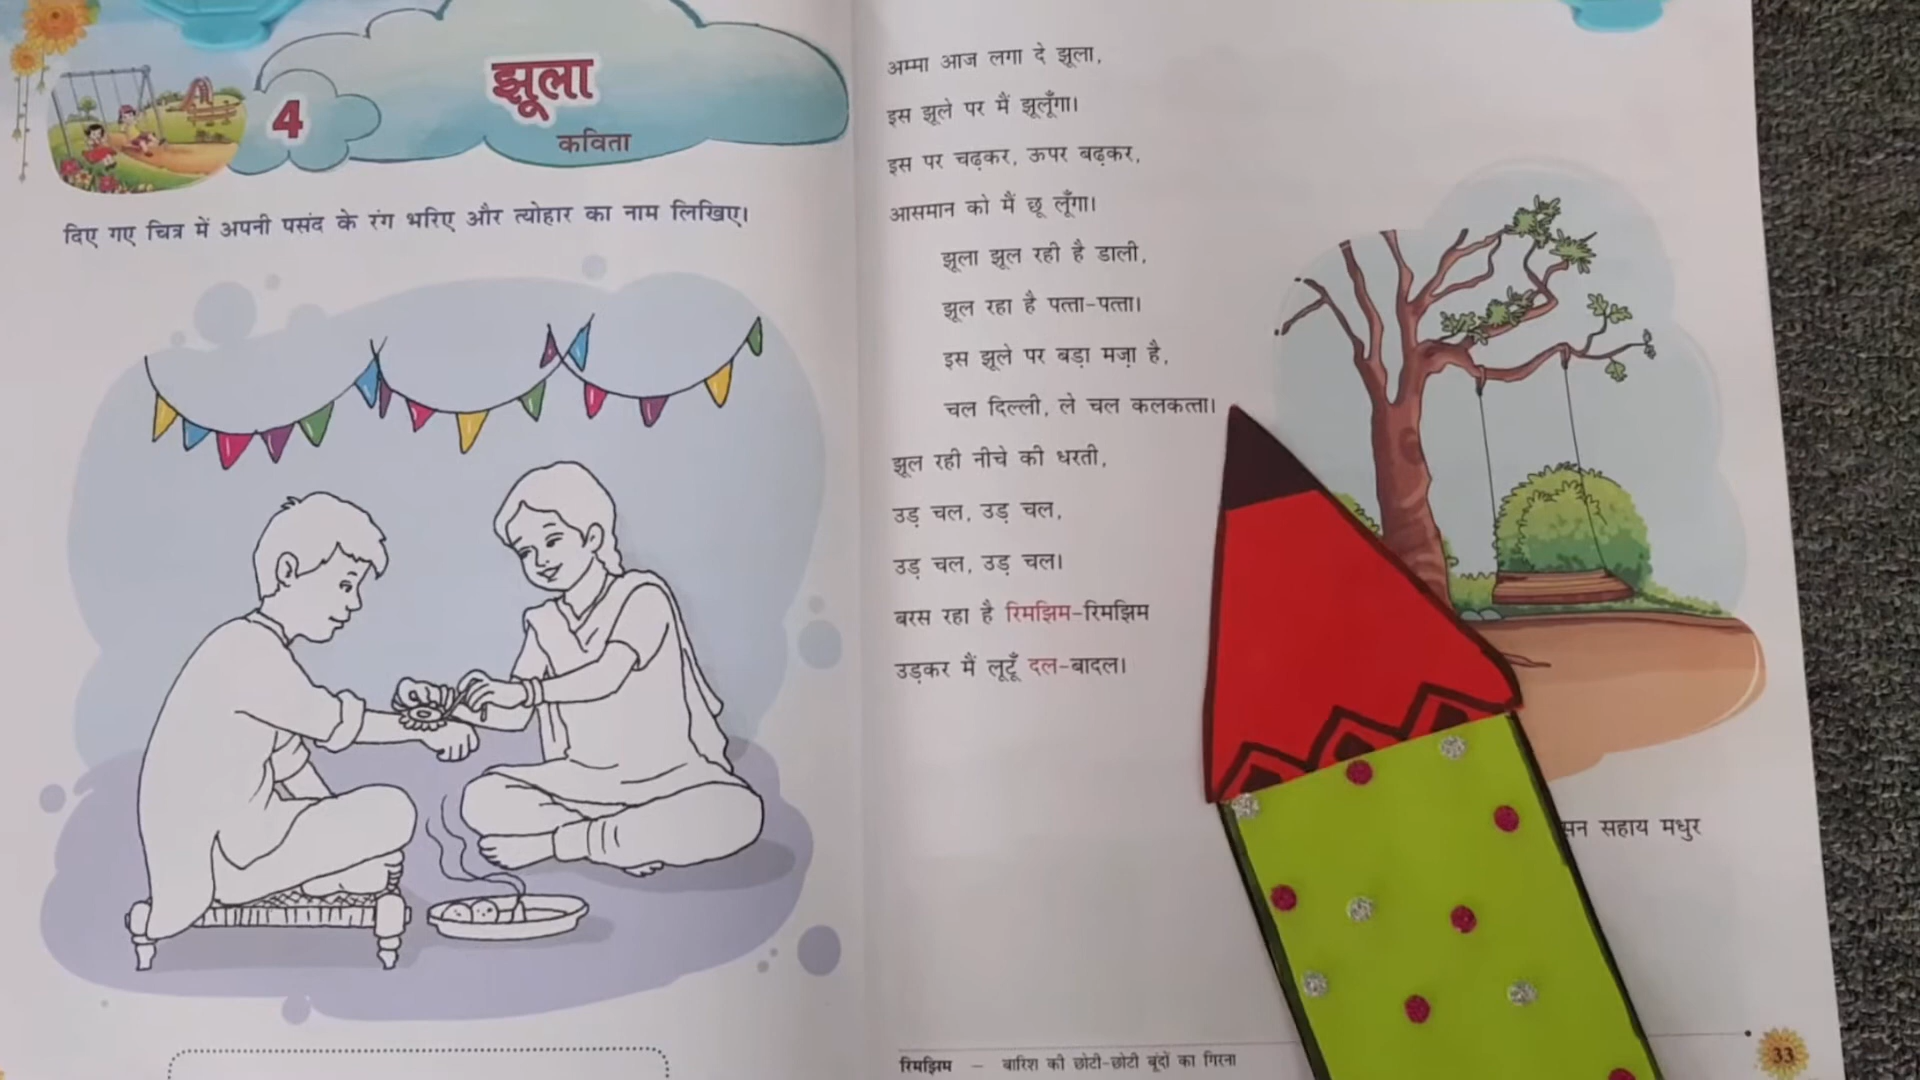 4
झूला
कविता
दिए गए चित्र में अपनी पसंद के रंग भरिए और त्योहार का नाम लिखिए।
अम्मा आज लगा दे झूला,
इस झूले पर मैं झूलूँगा।
इस पर चढ़कर, ऊपर बढ़कर,
आसमान को मैं छू लूँगा।
झूला झूल रही है डाली,
झूल रहा है पत्ता-पत्ता।
इस झूले पर बड़ा मज़ा है,
चल दिल्ली, ले चल कलकत्ता।
झूल रही नीचे की धरती,
उड़ चल, उड़ चल,
उड़ चल, उड़ चल।
बरस रहा है रिमझिम-रिमझिम
उड़कर मैं लूटूँ दल-बादल।
सहाय मधुर
रिमझिम – बारिश की छोटी-छोटी बूंदों का गिरना
33